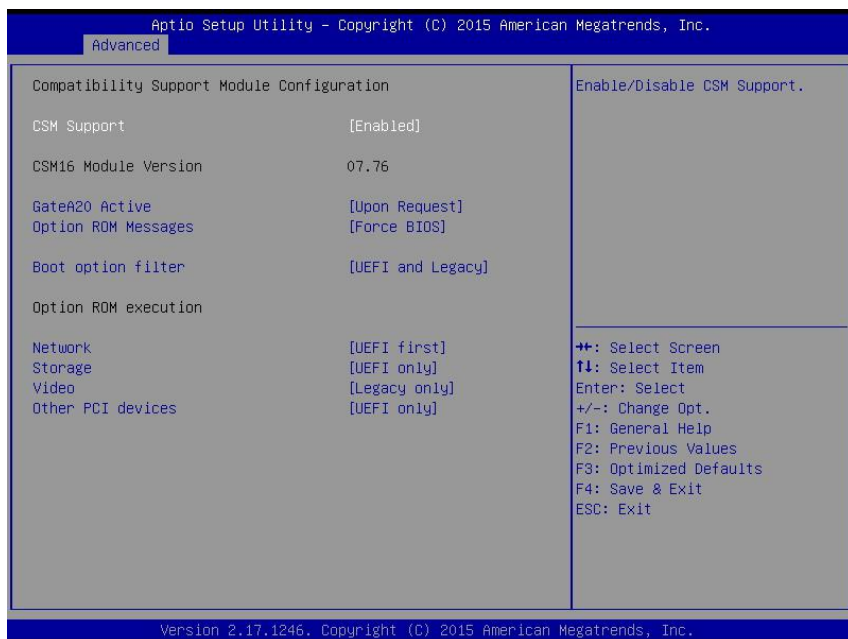 Aptio Setup Utility – Copyright (C) 2015 American Megatrends, Inc.
Advanced
Compatibility Support Module Configuration
CSM Support [Enabled]
CSM16 Module Version 07.76
GateA20 Active [Upon Request]
Option ROM Messages [Force BIOS]
Boot option filter [UEFI and Legacy]
Option ROM execution
Network [UEFI first]
Storage [UEFI only]
Video [Legacy only]
Other PCI devices [UEFI only]
Enable/Disable CSM Support.
→←: Select Screen
↑↓: Select Item
Enter: Select
+/-: Change Opt.
F1: General Help
F2: Previous Values
F3: Optimized Defaults
F4: Save & Exit
ESC: Exit
Version 2.17.1246. Copyright (C) 2015 American Megatrends, Inc.